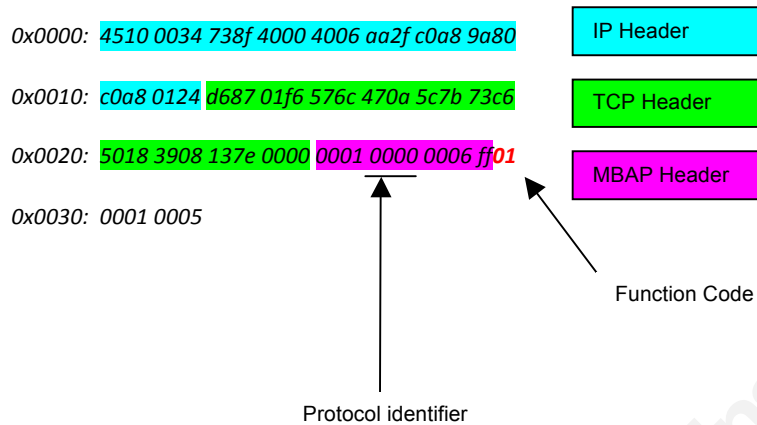 0x0000: 4510 0034 738f 4000 4006 aa2f c0a8 9a80
IP Header
0x0010: c0a8 0124 d687 01f6 576c 470a 5c7b 73c6
TCP Header
0x0020: 5018 3908 137e 0000 0001 0000 0006 ff01
MBAP Header
0x0030: 0001 0005
Function Code
Protocol identifier